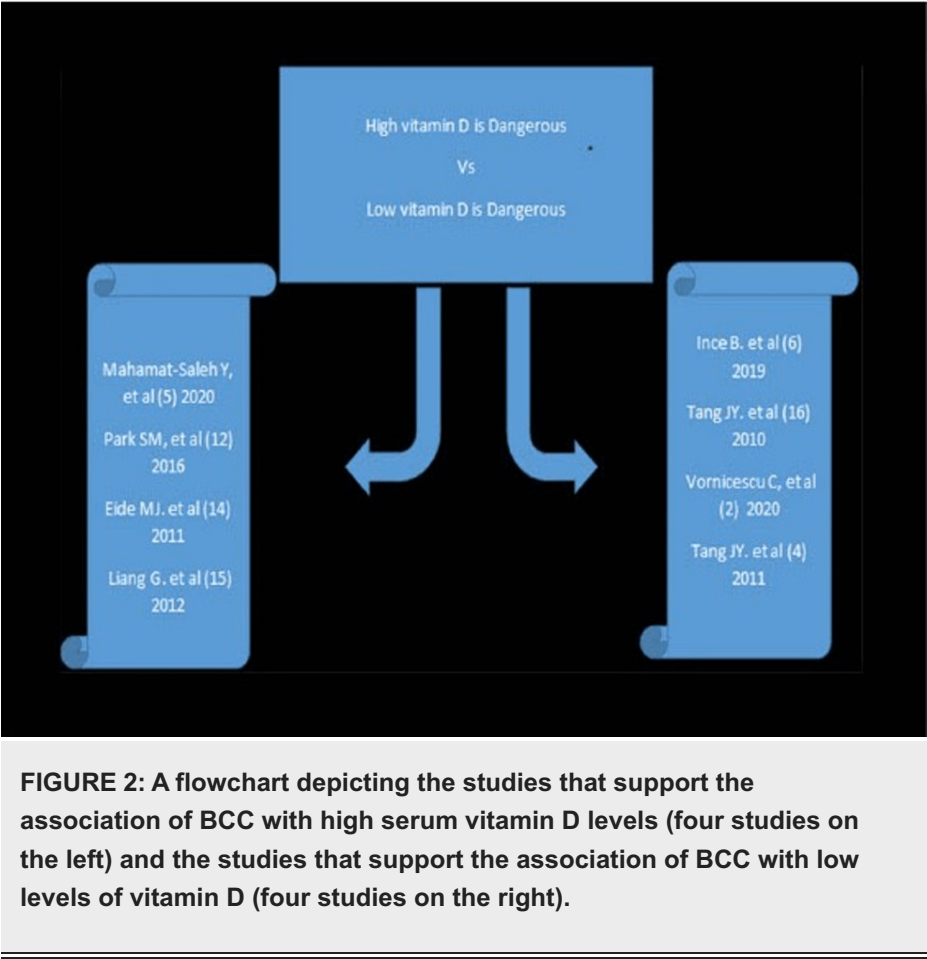 High vitamin D is Dangerous
Vs
Low vitamin D is Dangerous
Mahamat-Saleh Y,
et al (5) 2020
Park SM, et al (12)
2016
Eide MJ. et al (14)
2011
Liang G. et al (15)
2012
Ince B. et al (6)
2019
Tang JY. et al (16)
2010
Vornicescu C, et al
(2) 2020
Tang JY. et al (4)
2011
FIGURE 2: A flowchart depicting the studies that support the
association of BCC with high serum vitamin D levels (four studies on
the left) and the studies that support the association of BCC with low
levels of vitamin D (four studies on the right).